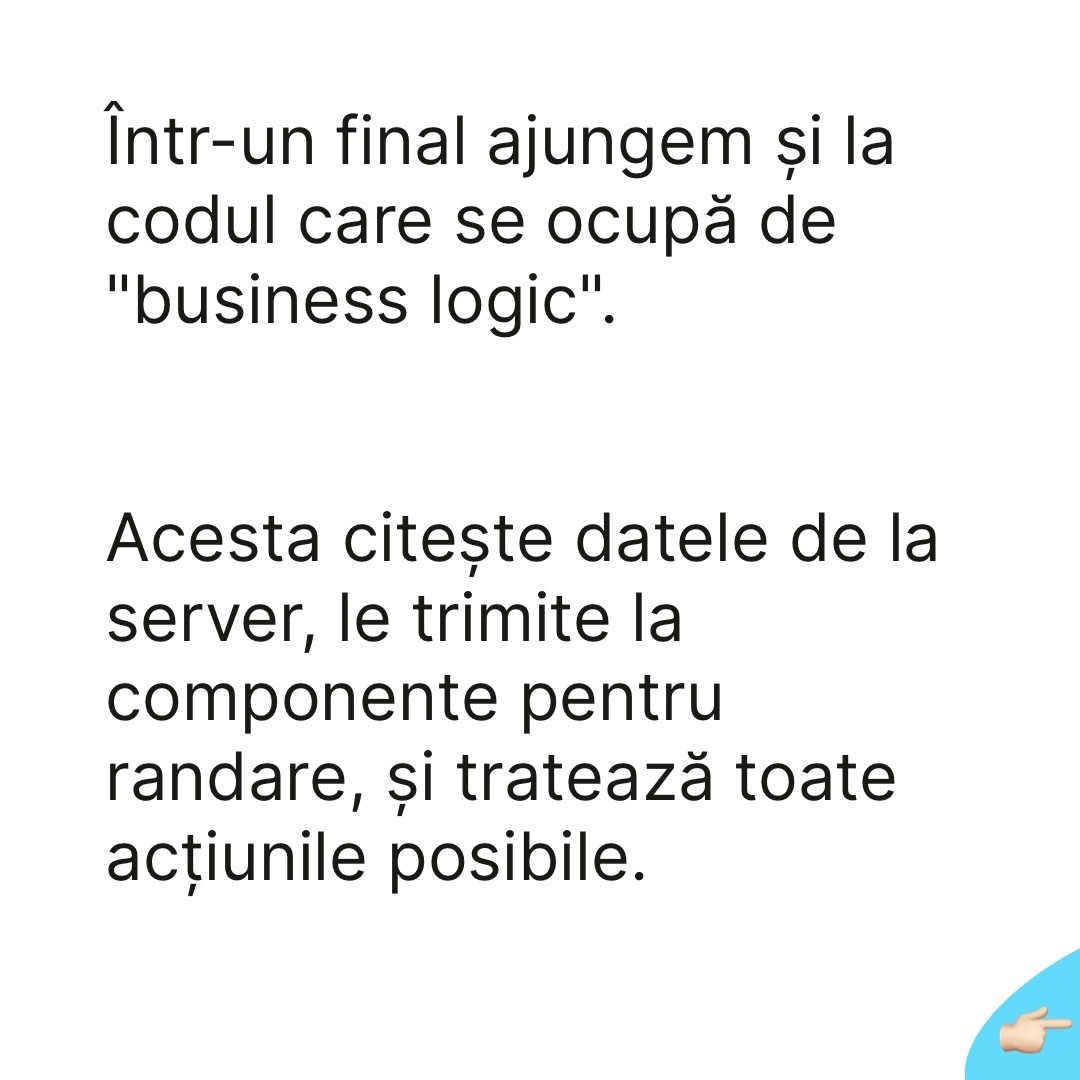 Într-un final ajungem și la
codul care se ocupă de
"business logic".
Acesta citește datele de la
server, le trimite la
componente pentru
randare, și tratează toate
acțiunile posibile.